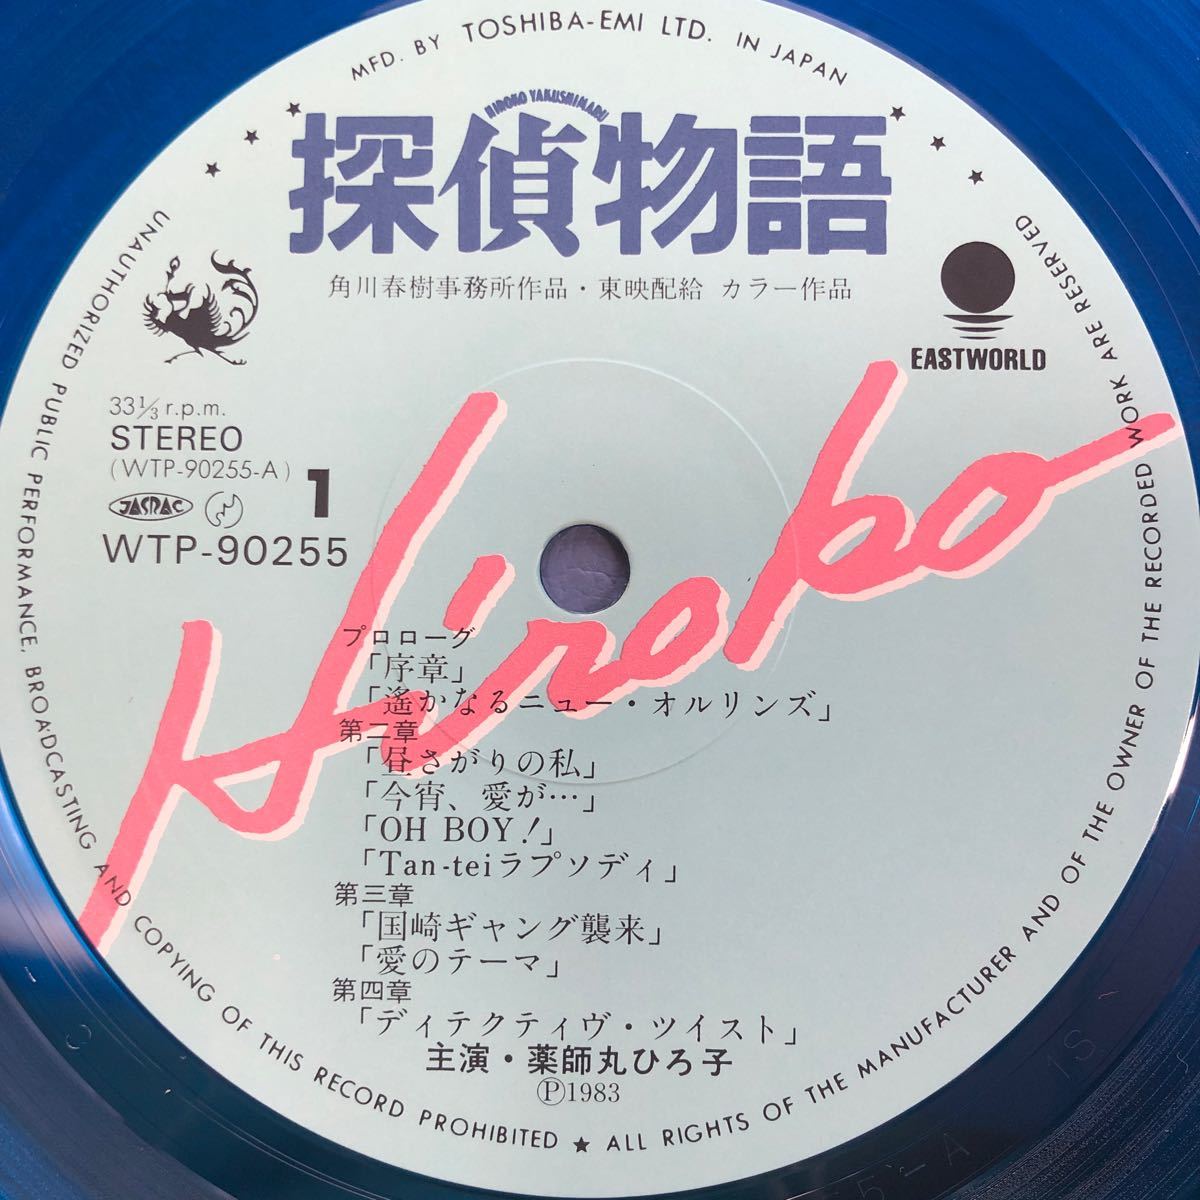 MFD. BY TOSHIBA-EMI LTD. IN JAPAN
HIROKO YAKUSHIMARU
探偵物語
角川春樹事務所作品・東映配給 カラー作品
EASTWORLD
33⅓ r.p.m.
STEREO
(WTP-90255-A)
1
JASRAC
WTP-90255
Hiroko
プロローグ
「序章」
「遙かなるニュー・オルリンズ」
第二章
「昼さがりの私」
「今宵、愛が…」
「OH BOY!」
「Tan-teiラプソディ」
第三章
「国崎ギャング襲来」
「愛のテーマ」
第四章
「ディテクティヴ・ツイスト」
主演・薬師丸ひろ子
Ⓟ1983
UNAUTHORIZED PUBLIC PERFORMANCE, BROADCASTING AND COPYING OF THIS RECORD PROHIBITED ★ ALL RIGHTS OF THE MANUFACTURER AND OF THE OWNER OF THE RECORDED WORK ARE RESERVED